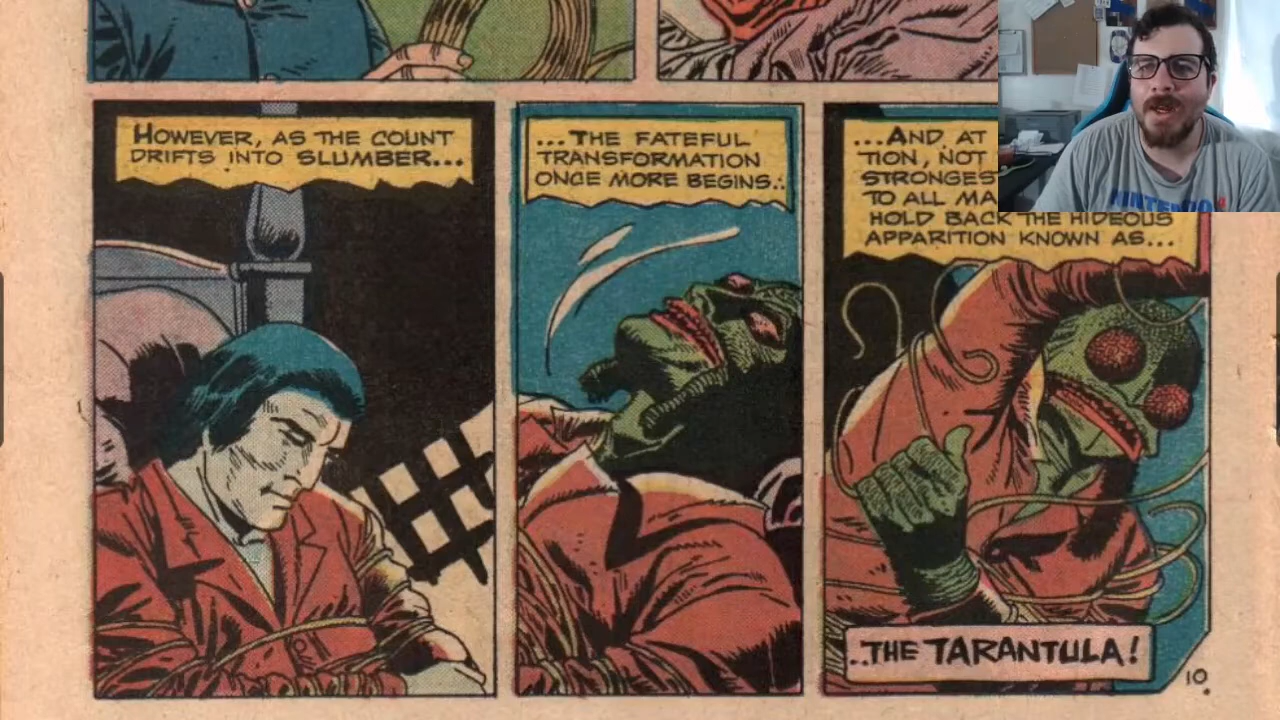 HOWEVER, AS THE COUNT
DRIFTS INTO SLUMBER...
...THE FATEFUL
TRANSFORMATION
ONCE MORE BEGINS...
...AND, AT
TION, NOT
STRONGES
TO ALL MA
HOLD BACK THE HIDEOUS
APPARITION KNOWN AS...
...THE TARANTULA!
10
NINTENDO